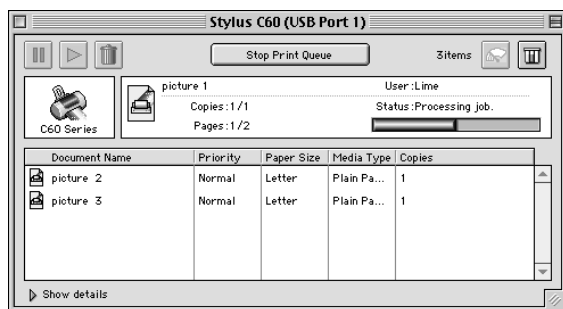 Stylus C60 (USB Port 1)
Stop Print Queue
3items
C60 Series
picture 1
User:Lime
Copies:1/1
Status:Processing job.
Pages:1/2
Document Name Priority Paper Size Media Type Copies
picture 2 Normal Letter Plain Pa... 1
picture 3 Normal Letter Plain Pa... 1
Show details